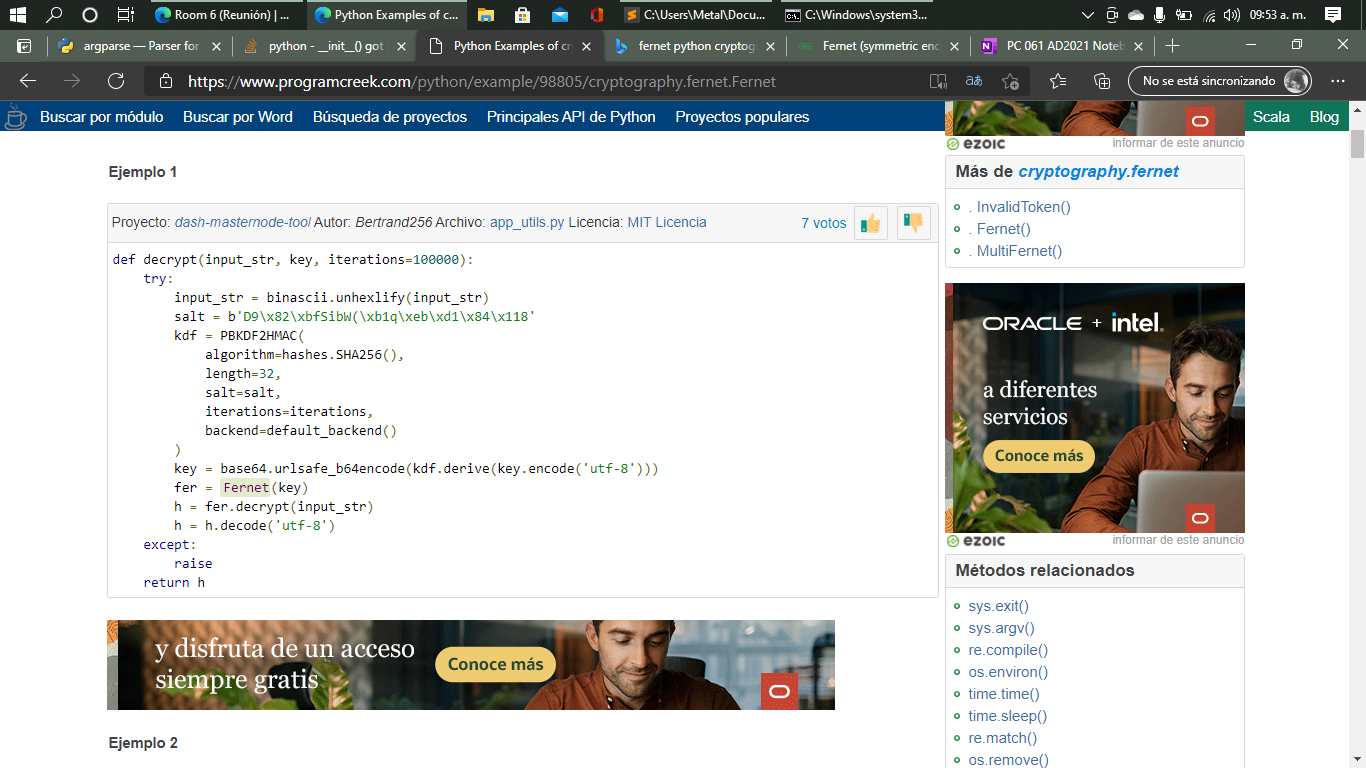 Room 6 (Reunión) | ...
Python Examples of c...
C:\Users\Metal\Docu...
C:\Windows\system3...
09:53 a. m.
argparse — Parser for
python - __init__() got
Python Examples of cr
fernet python cryptog
Fernet (symmetric enc
PC 061 AD2021 Noteb
https://www.programcreek.com/python/example/98805/cryptography.fernet.Fernet
No se está sincronizando
Buscar por módulo
Buscar por Word
Búsqueda de proyectos
Principales API de Python
Proyectos populares
Scala
Blog
ezoic
informar de este anuncio
Ejemplo 1
Proyecto: dash-masternode-tool Autor: Bertrand256 Archivo: app_utils.py Licencia: MIT Licencia
7 votos
def decrypt(input_str, key, iterations=100000):
    try:
        input_str = binascii.unhexlify(input_str)
        salt = b'D9\x82\xbfSibW(\xb1q\xeb\xd1\x84\x118'
        kdf = PBKDF2HMAC(
            algorithm=hashes.SHA256(),
            length=32,
            salt=salt,
            iterations=iterations,
            backend=default_backend()
        )
        key = base64.urlsafe_b64encode(kdf.derive(key.encode('utf-8')))
        fer = Fernet(key)
        h = fer.decrypt(input_str)
        h = h.decode('utf-8')
    except:
        raise
    return h
y disfruta de un acceso
siempre gratis
Conoce más
Ejemplo 2
Más de cryptography.fernet
. InvalidToken()
. Fernet()
. MultiFernet()
ORACLE + intel.
a diferentes
servicios
Conoce más
ezoic
informar de este anuncio
Métodos relacionados
sys.exit()
sys.argv()
re.compile()
os.environ()
time.time()
time.sleep()
re.match()
os.remove()